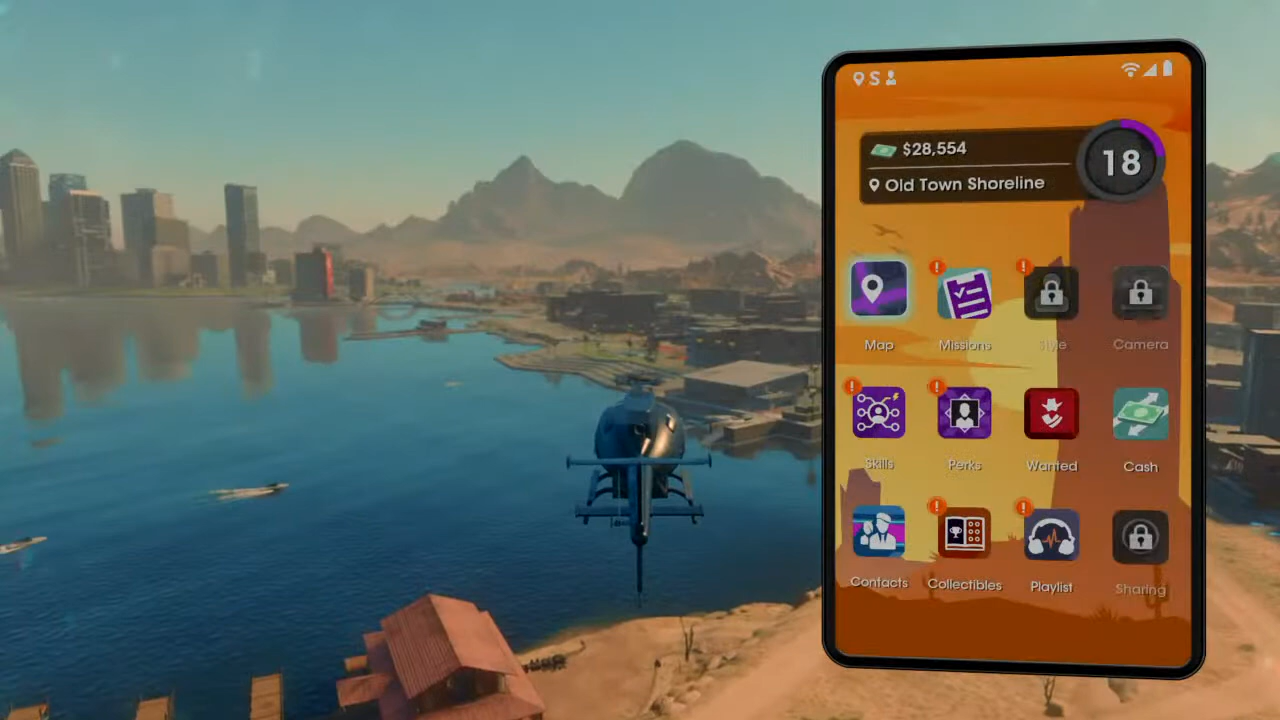 S
$28,554
18
Old Town Shoreline
Map
Missions
Style
Camera
Skills
Perks
Wanted
Cash
Contacts
Collectibles
Playlist
Sharing